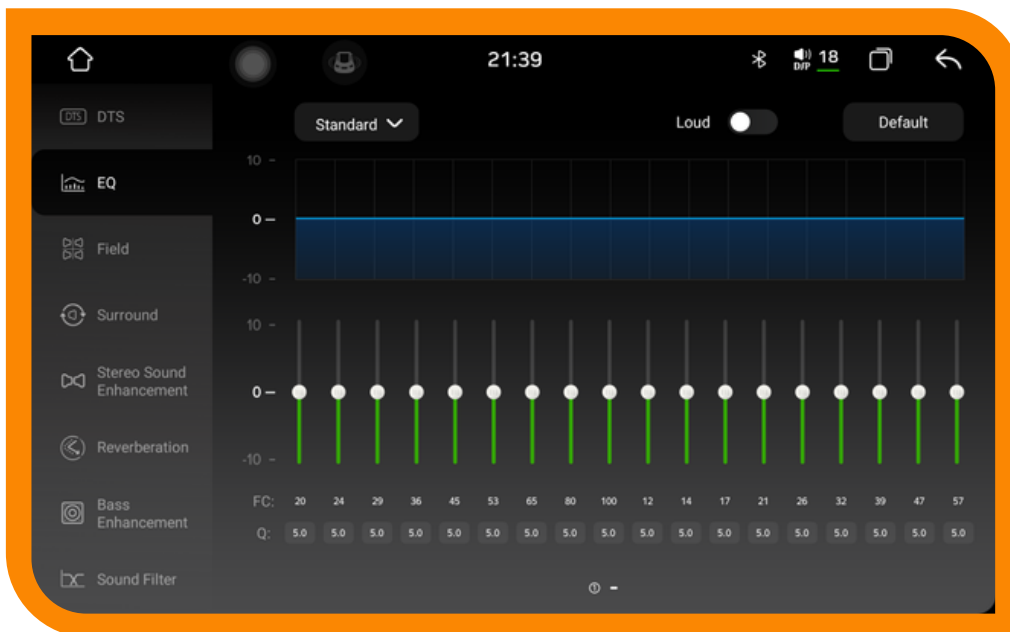 21:39
D/P 18
DTS DTS
Standard
Loud
Default
EQ
Field
Surround
Stereo Sound
Enhancement
Reverberation
Bass
Enhancement
Sound Filter
10 –
0 –
-10 –
10 –
0 –
-10 –
FC: 20 24 29 36 45 53 65 80 100 12 14 17 21 26 32 39 47 57
Q: 5.0 5.0 5.0 5.0 5.0 5.0 5.0 5.0 5.0 5.0 5.0 5.0 5.0 5.0 5.0 5.0 5.0 5.0
① –